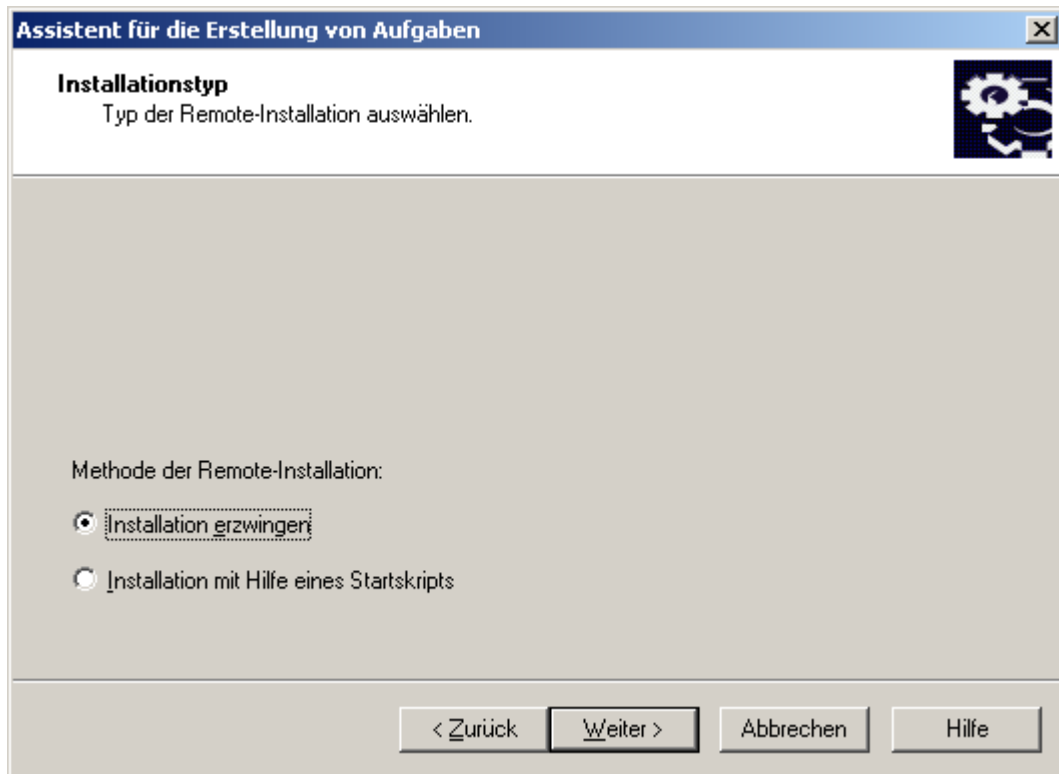 Assistent für die Erstellung von Aufgaben
Installationstyp
Typ der Remote-Installation auswählen.
Methode der Remote-Installation:
Installation erzwingen
Installation mit Hilfe eines Startskripts
< Zurück
Weiter >
Abbrechen
Hilfe